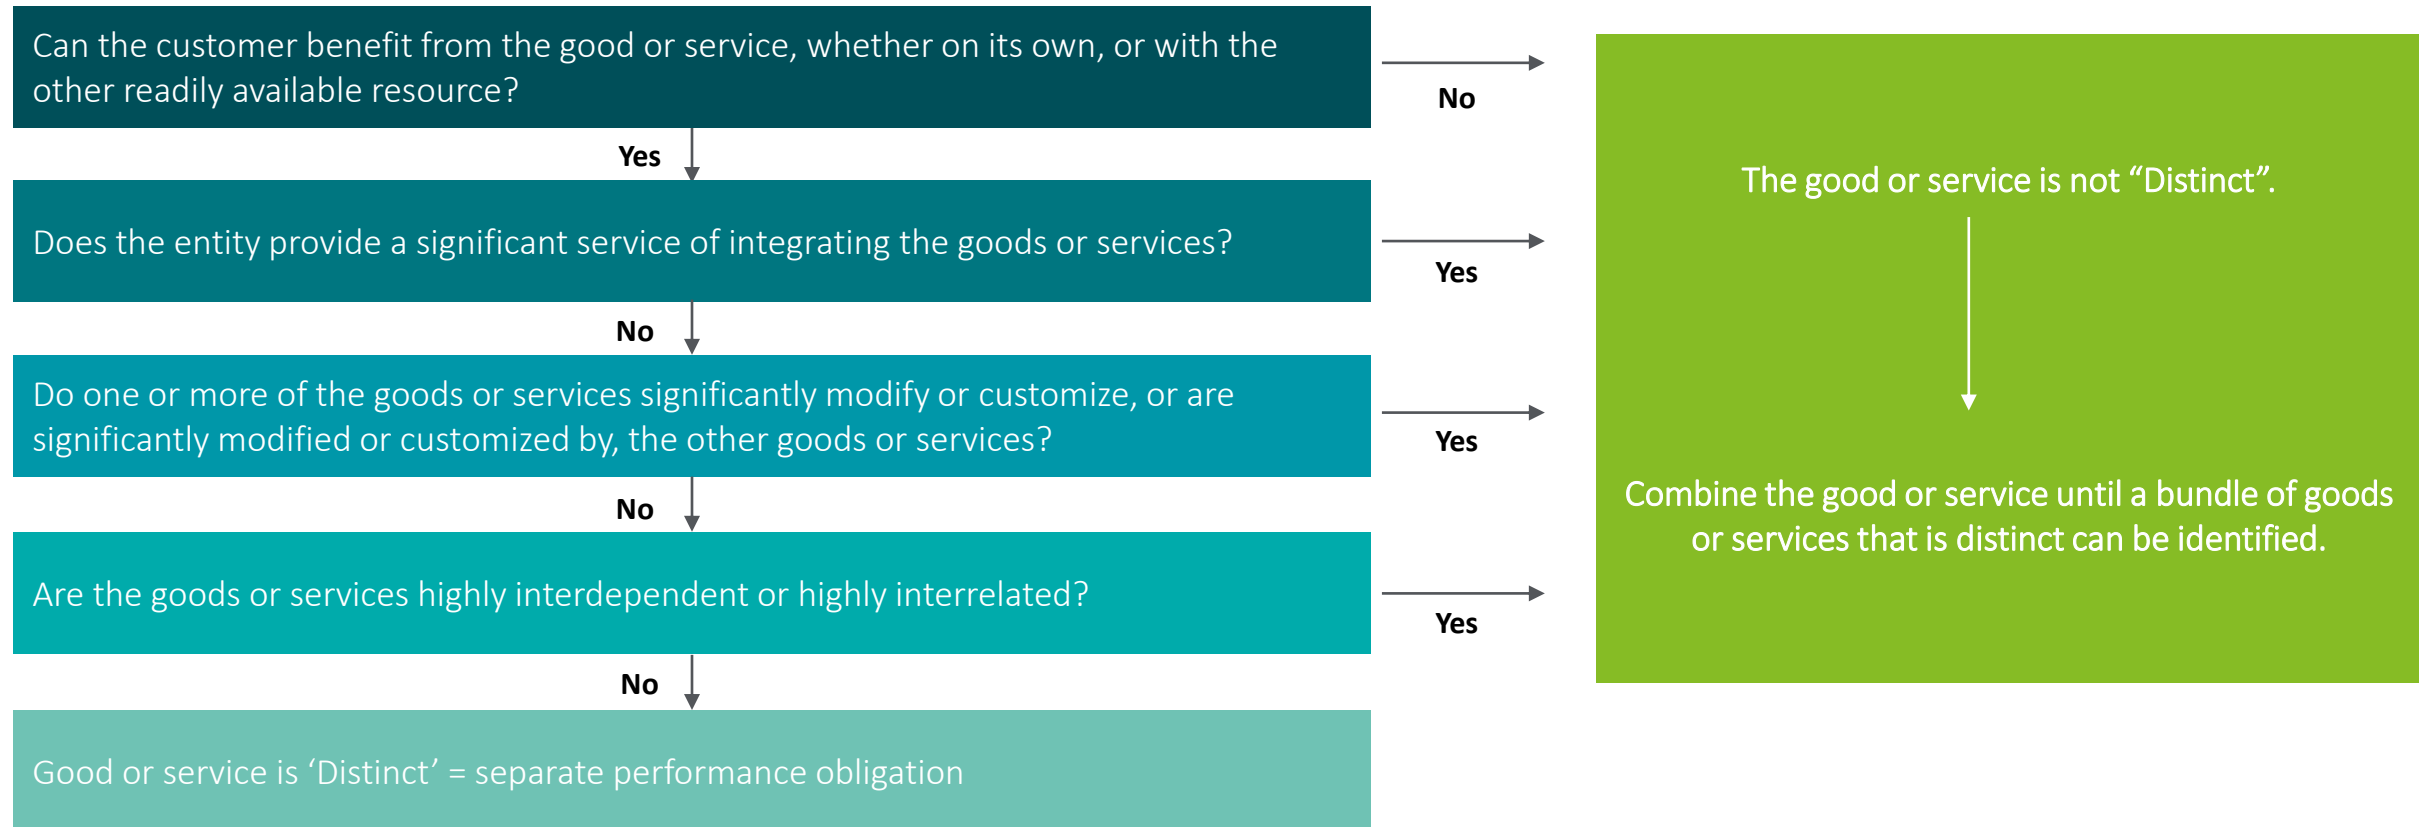 Can the customer benefit from the good or service, whether on its own, or with the
other readily available resource?
No
Yes
Does the entity provide a significant service of integrating the goods or services?
Yes
No
Do one or more of the goods or services significantly modify or customize, or are
significantly modified or customized by, the other goods or services?
Yes
No
Are the goods or services highly interdependent or highly interrelated?
Yes
No
Good or service is ‘Distinct’ = separate performance obligation
The good or service is not “Distinct”.
Combine the good or service until a bundle of goods
or services that is distinct can be identified.